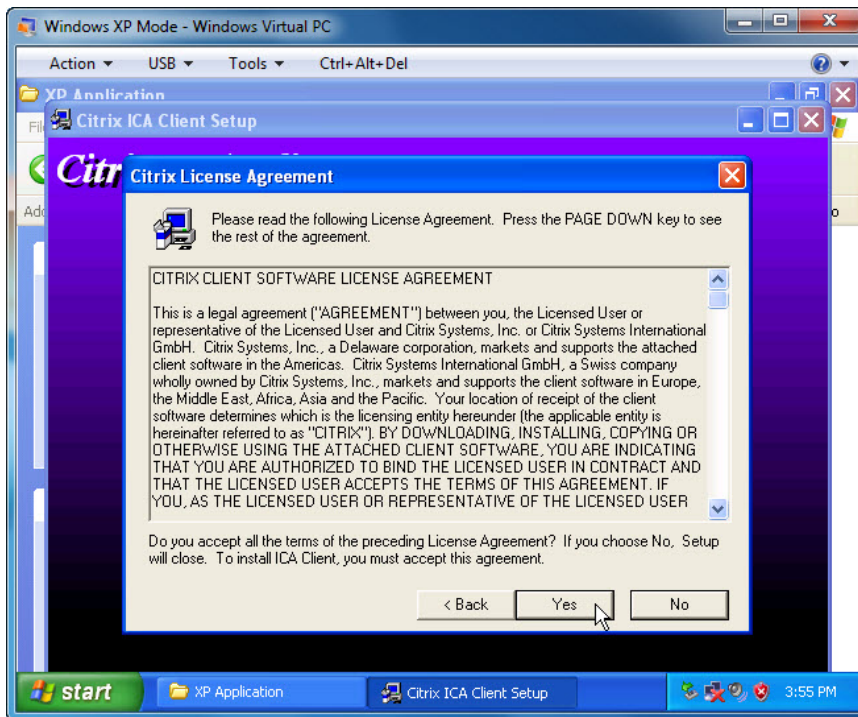 Windows XP Mode - Windows Virtual PC
Action USB Tools Ctrl+Alt+Del
XP Application
Citrix ICA Client Setup
Citr
Citrix License Agreement
Please read the following License Agreement. Press the PAGE DOWN key to see
the rest of the agreement.
CITRIX CLIENT SOFTWARE LICENSE AGREEMENT
This is a legal agreement ("AGREEMENT") between you, the Licensed User or
representative of the Licensed User and Citrix Systems, Inc. or Citrix Systems International
GmbH. Citrix Systems, Inc., a Delaware corporation, markets and supports the attached
client software in the Americas. Citrix Systems International GmbH, a Swiss company
wholly owned by Citrix Systems, Inc., markets and supports the client software in Europe,
the Middle East, Africa, Asia and the Pacific. Your location of receipt of the client
software determines which is the licensing entity hereunder (the applicable entity is
hereinafter referred to as "CITRIX"). BY DOWNLOADING, INSTALLING, COPYING OR
OTHERWISE USING THE ATTACHED CLIENT SOFTWARE, YOU ARE INDICATING
THAT YOU ARE AUTHORIZED TO BIND THE LICENSED USER IN CONTRACT AND
THAT THE LICENSED USER ACCEPTS THE TERMS OF THIS AGREEMENT. IF
YOU, AS THE LICENSED USER OR REPRESENTATIVE OF THE LICENSED USER
Do you accept all the terms of the preceding License Agreement? If you choose No, Setup
will close. To install ICA Client, you must accept this agreement.
< Back Yes No
start XP Application Citrix ICA Client Setup 3:55 PM